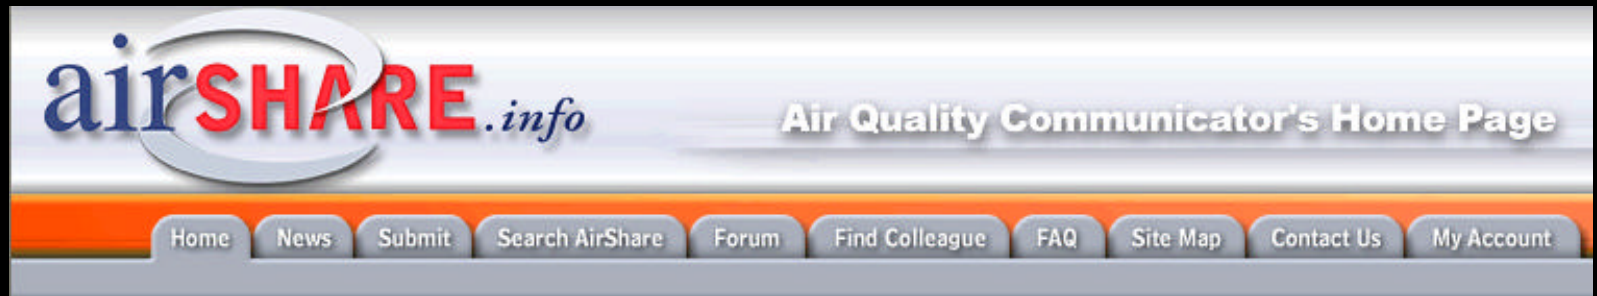 airSHARE.info
Air Quality Communicator's Home Page
Home News Submit Search AirShare Forum Find Colleague FAQ Site Map Contact Us My Account